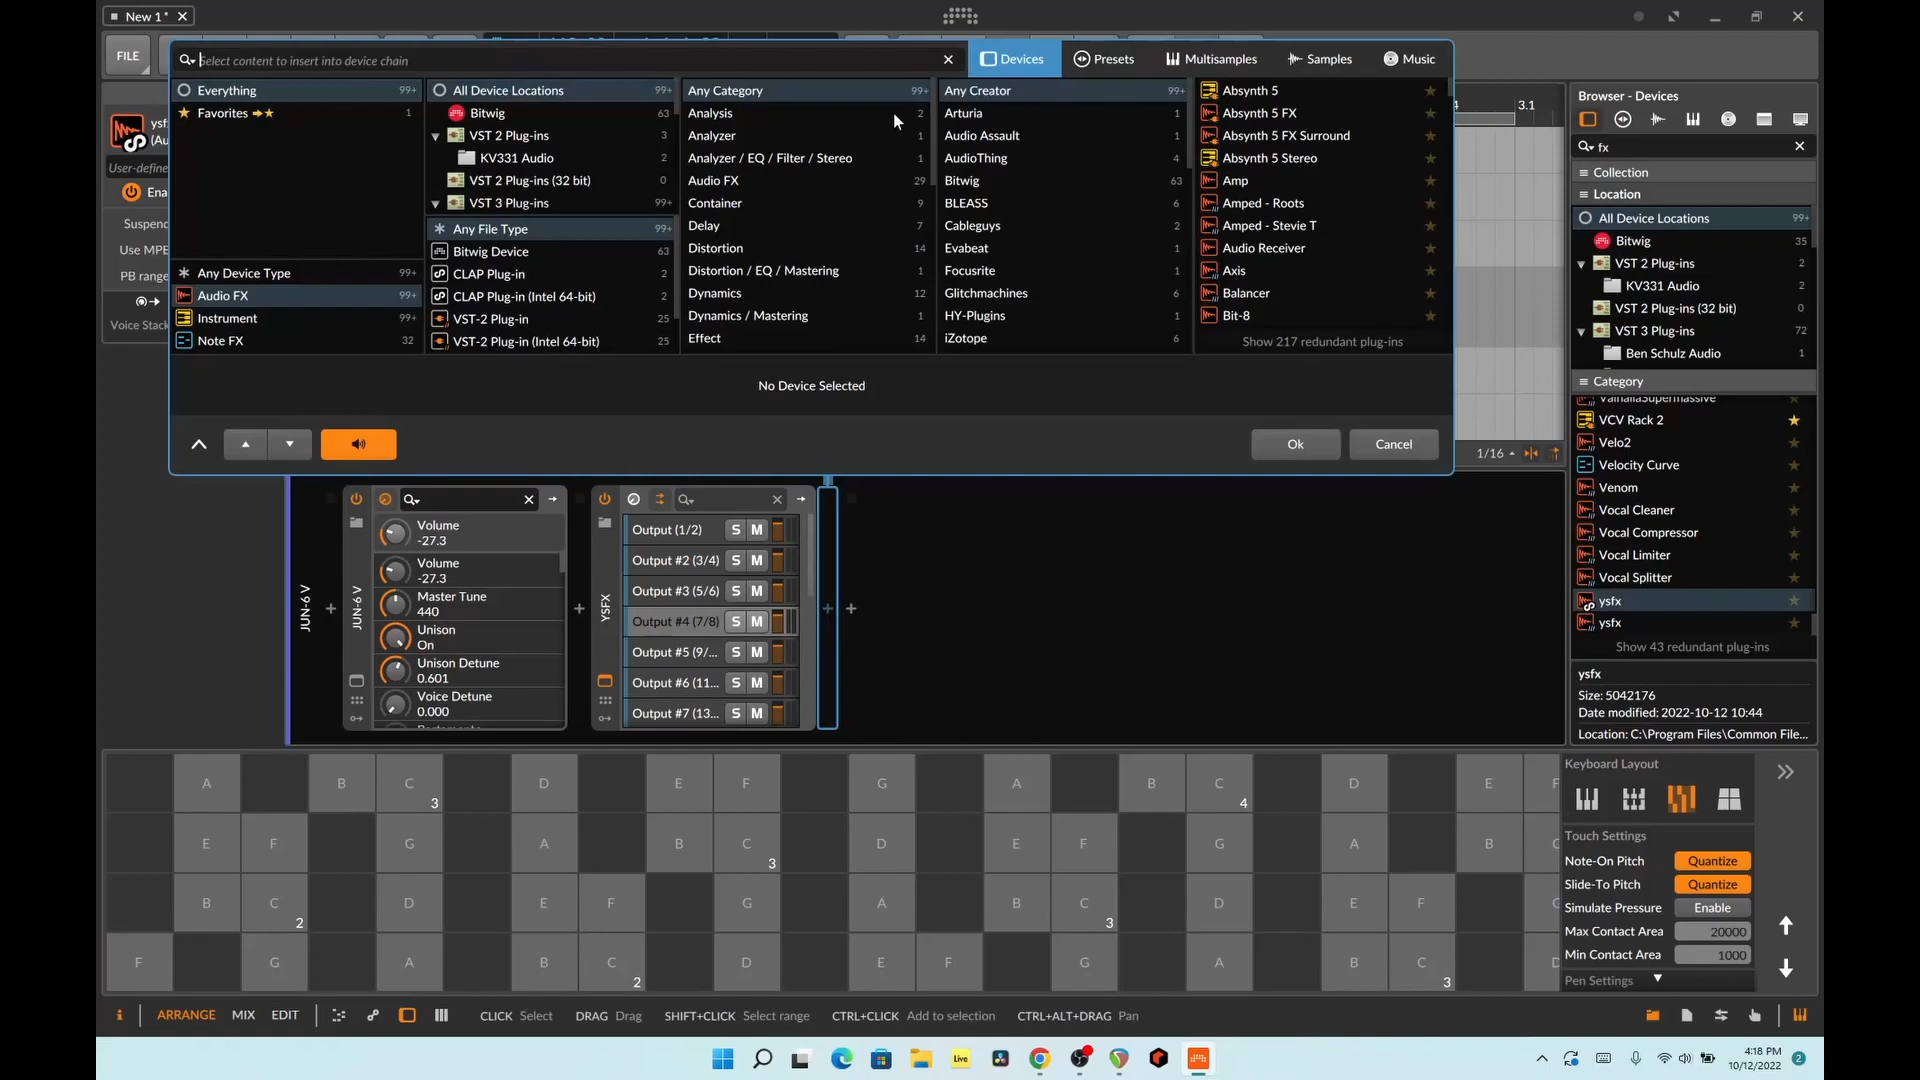 New 1 *
FILE
Select content to insert into device chain
Devices
Presets
Multisamples
Samples
Music
Everything 99+
Favorites 1
Any Device Type 99+
Audio FX 99+
Instrument 99+
Note FX 32
All Device Locations 99+
Bitwig 63
VST 2 Plug-ins 3
KV331 Audio 2
VST 2 Plug-ins (32 bit) 0
VST 3 Plug-ins 99+
Any File Type 99+
Bitwig Device 63
CLAP Plug-in 2
CLAP Plug-in (Intel 64-bit) 2
VST-2 Plug-in 25
VST-2 Plug-in (Intel 64-bit) 25
Any Category 99+
Analysis 2
Analyzer 1
Analyzer / EQ / Filter / Stereo 1
Audio FX 29
Container 9
Delay 7
Distortion 14
Distortion / EQ / Mastering 1
Dynamics 12
Dynamics / Mastering 1
Effect 14
Any Creator 99+
Arturia 1
Audio Assault 1
AudioThing 4
Bitwig 63
BLEASS 6
Cableguys 2
Evabeat 1
Focusrite 1
Glitchmachines 6
HY-Plugins 1
iZotope 6
Absynth 5
Absynth 5 FX
Absynth 5 FX Surround
Absynth 5 Stereo
Amp
Amped - Roots
Amped - Stevie T
Audio Receiver
Axis
Balancer
Bit-8
Show 217 redundant plug-ins
No Device Selected
Ok
Cancel
ysf
(Au
User-define
Ena
Suspen
Use MPE
PB range
Voice Stack
3.1
1/16
Browser - Devices
fx
Collection
Location
All Device Locations 99+
Bitwig 35
VST 2 Plug-ins 2
KV331 Audio 2
VST 2 Plug-ins (32 bit) 0
VST 3 Plug-ins 72
Ben Schulz Audio 1
Category
ValhallaSupermassive
VCV Rack 2
Velo2
Velocity Curve
Venom
Vocal Cleaner
Vocal Compressor
Vocal Limiter
Vocal Splitter
ysfx
ysfx
Show 43 redundant plug-ins
ysfx
Size: 5042176
Date modified: 2022-10-12 10:44
Location: C:\Program Files\Common File...
JUN-6 V
JUN-6 V
Volume
-27.3
Volume
-27.3
Master Tune
440
Unison
On
Unison Detune
0.601
Voice Detune
0.000
YSFX
Output (1/2) S M
Output #2 (3/4) S M
Output #3 (5/6) S M
Output #4 (7/8) S M
Output #5 (9/... S M
Output #6 (11... S M
Output #7 (13... S M
A B C 3 D E F G A B C 4 D E F
E F G A B C 3 D E F G A B C
B C 2 D E F G A B C 3 D E F G
F G A B C 2 D E F G A B C 3 D
Keyboard Layout
Touch Settings
Note-On Pitch Quantize
Slide-To Pitch Quantize
Simulate Pressure Enable
Max Contact Area 20000
Min Contact Area 1000
Pen Settings
i
ARRANGE MIX EDIT
CLICK Select DRAG Drag SHIFT+CLICK Select range CTRL+CLICK Add to selection CTRL+ALT+DRAG Pan
Live
4:18 PM
10/12/2022
2